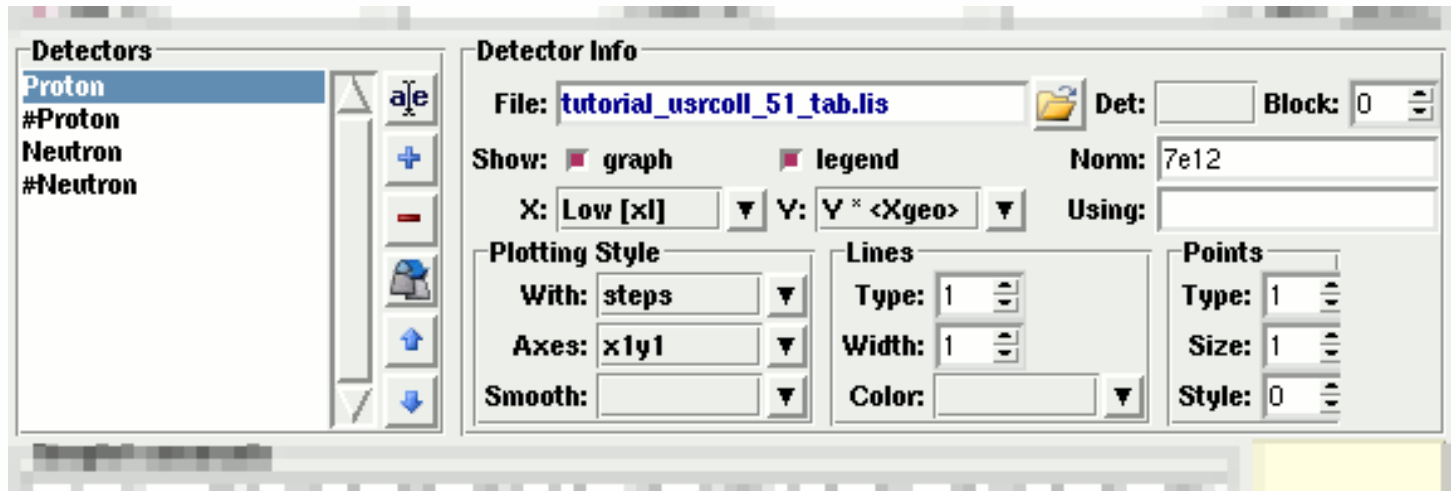 Detectors
Proton
#Proton
Neutron
#Neutron
a e
Detector Info
File: tutorial_usrcoll_51_tab.lis Det: Block: 0
Show: graph legend Norm: 7e12
X: Low [xl] Y: Y * <Xgeo> Using:
Plotting Style Lines Points
With: steps Type: 1 Type: 1
Axes: x1y1 Width: 1 Size: 1
Smooth: Color: Style: 0